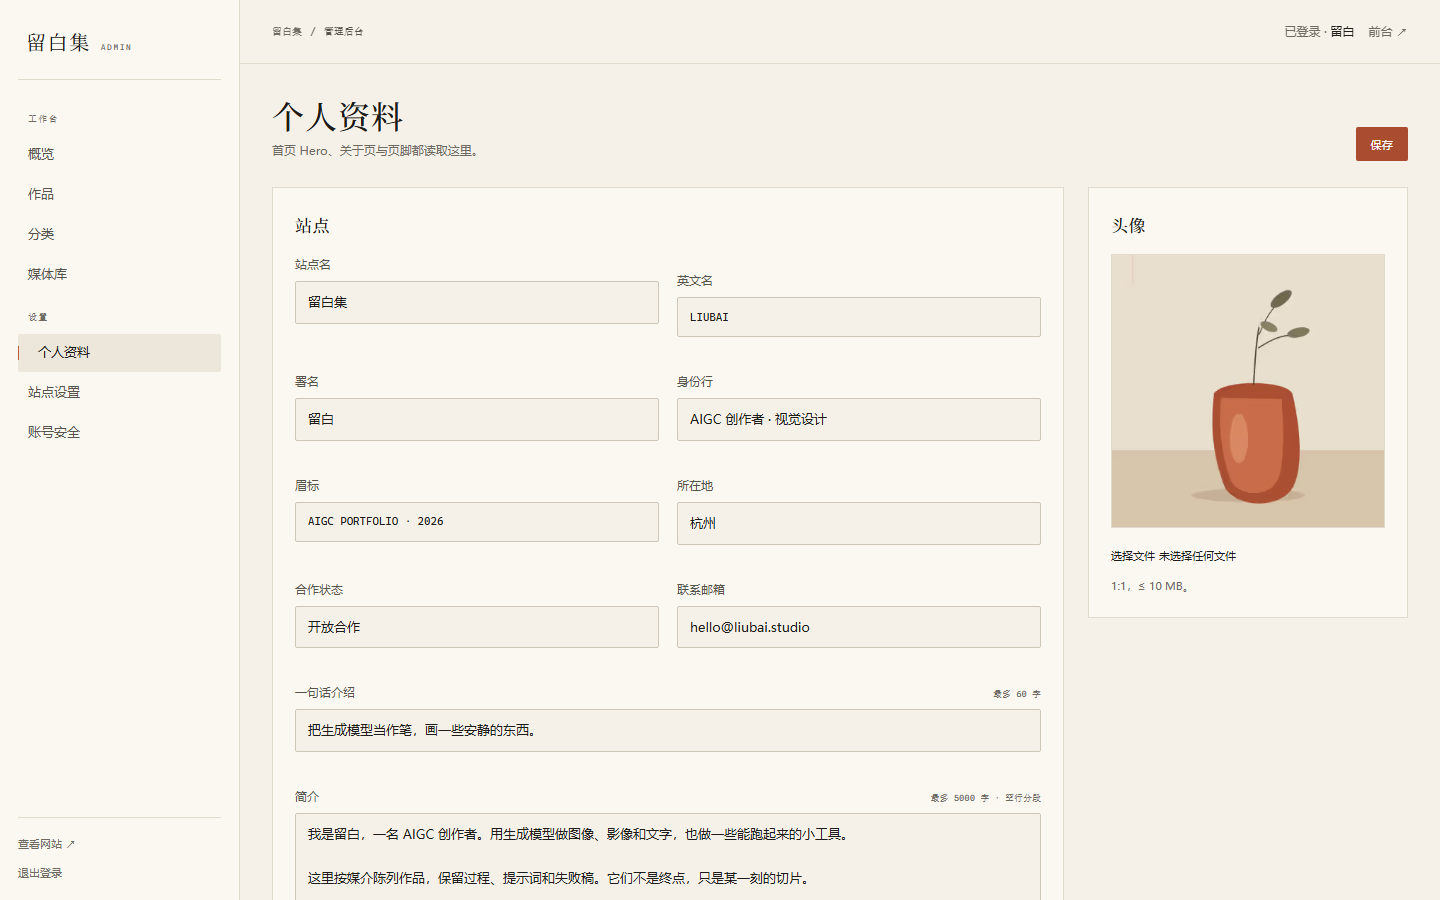 留白集 ADMIN
工作台
概览
作品
分类
媒体库
设置
个人资料
站点设置
账号安全
查看网站 ↗
退出登录
留白集 / 管理后台
已登录 · 留白 前台 ↗
个人资料
首页 Hero、关于页与页脚都读取这里。
保存
站点
站点名
留白集
英文名
LIUBAI
署名
留白
身份行
AIGC 创作者 · 视觉设计
眉标
AIGC PORTFOLIO · 2026
所在地
杭州
合作状态
开放合作
联系邮箱
hello@liubai.studio
一句话介绍 最多 60 字
把生成模型当作笔，画一些安静的东西。
简介 最多 5000 字 · 空行分段
我是留白，一名 AIGC 创作者。用生成模型做图像、影像和文字，也做一些能跑起来的小工具。
这里按媒介陈列作品，保留过程、提示词和失败稿。它们不是终点，只是某一刻的切片。
头像
选择文件 未选择任何文件
1:1，≤ 10 MB。